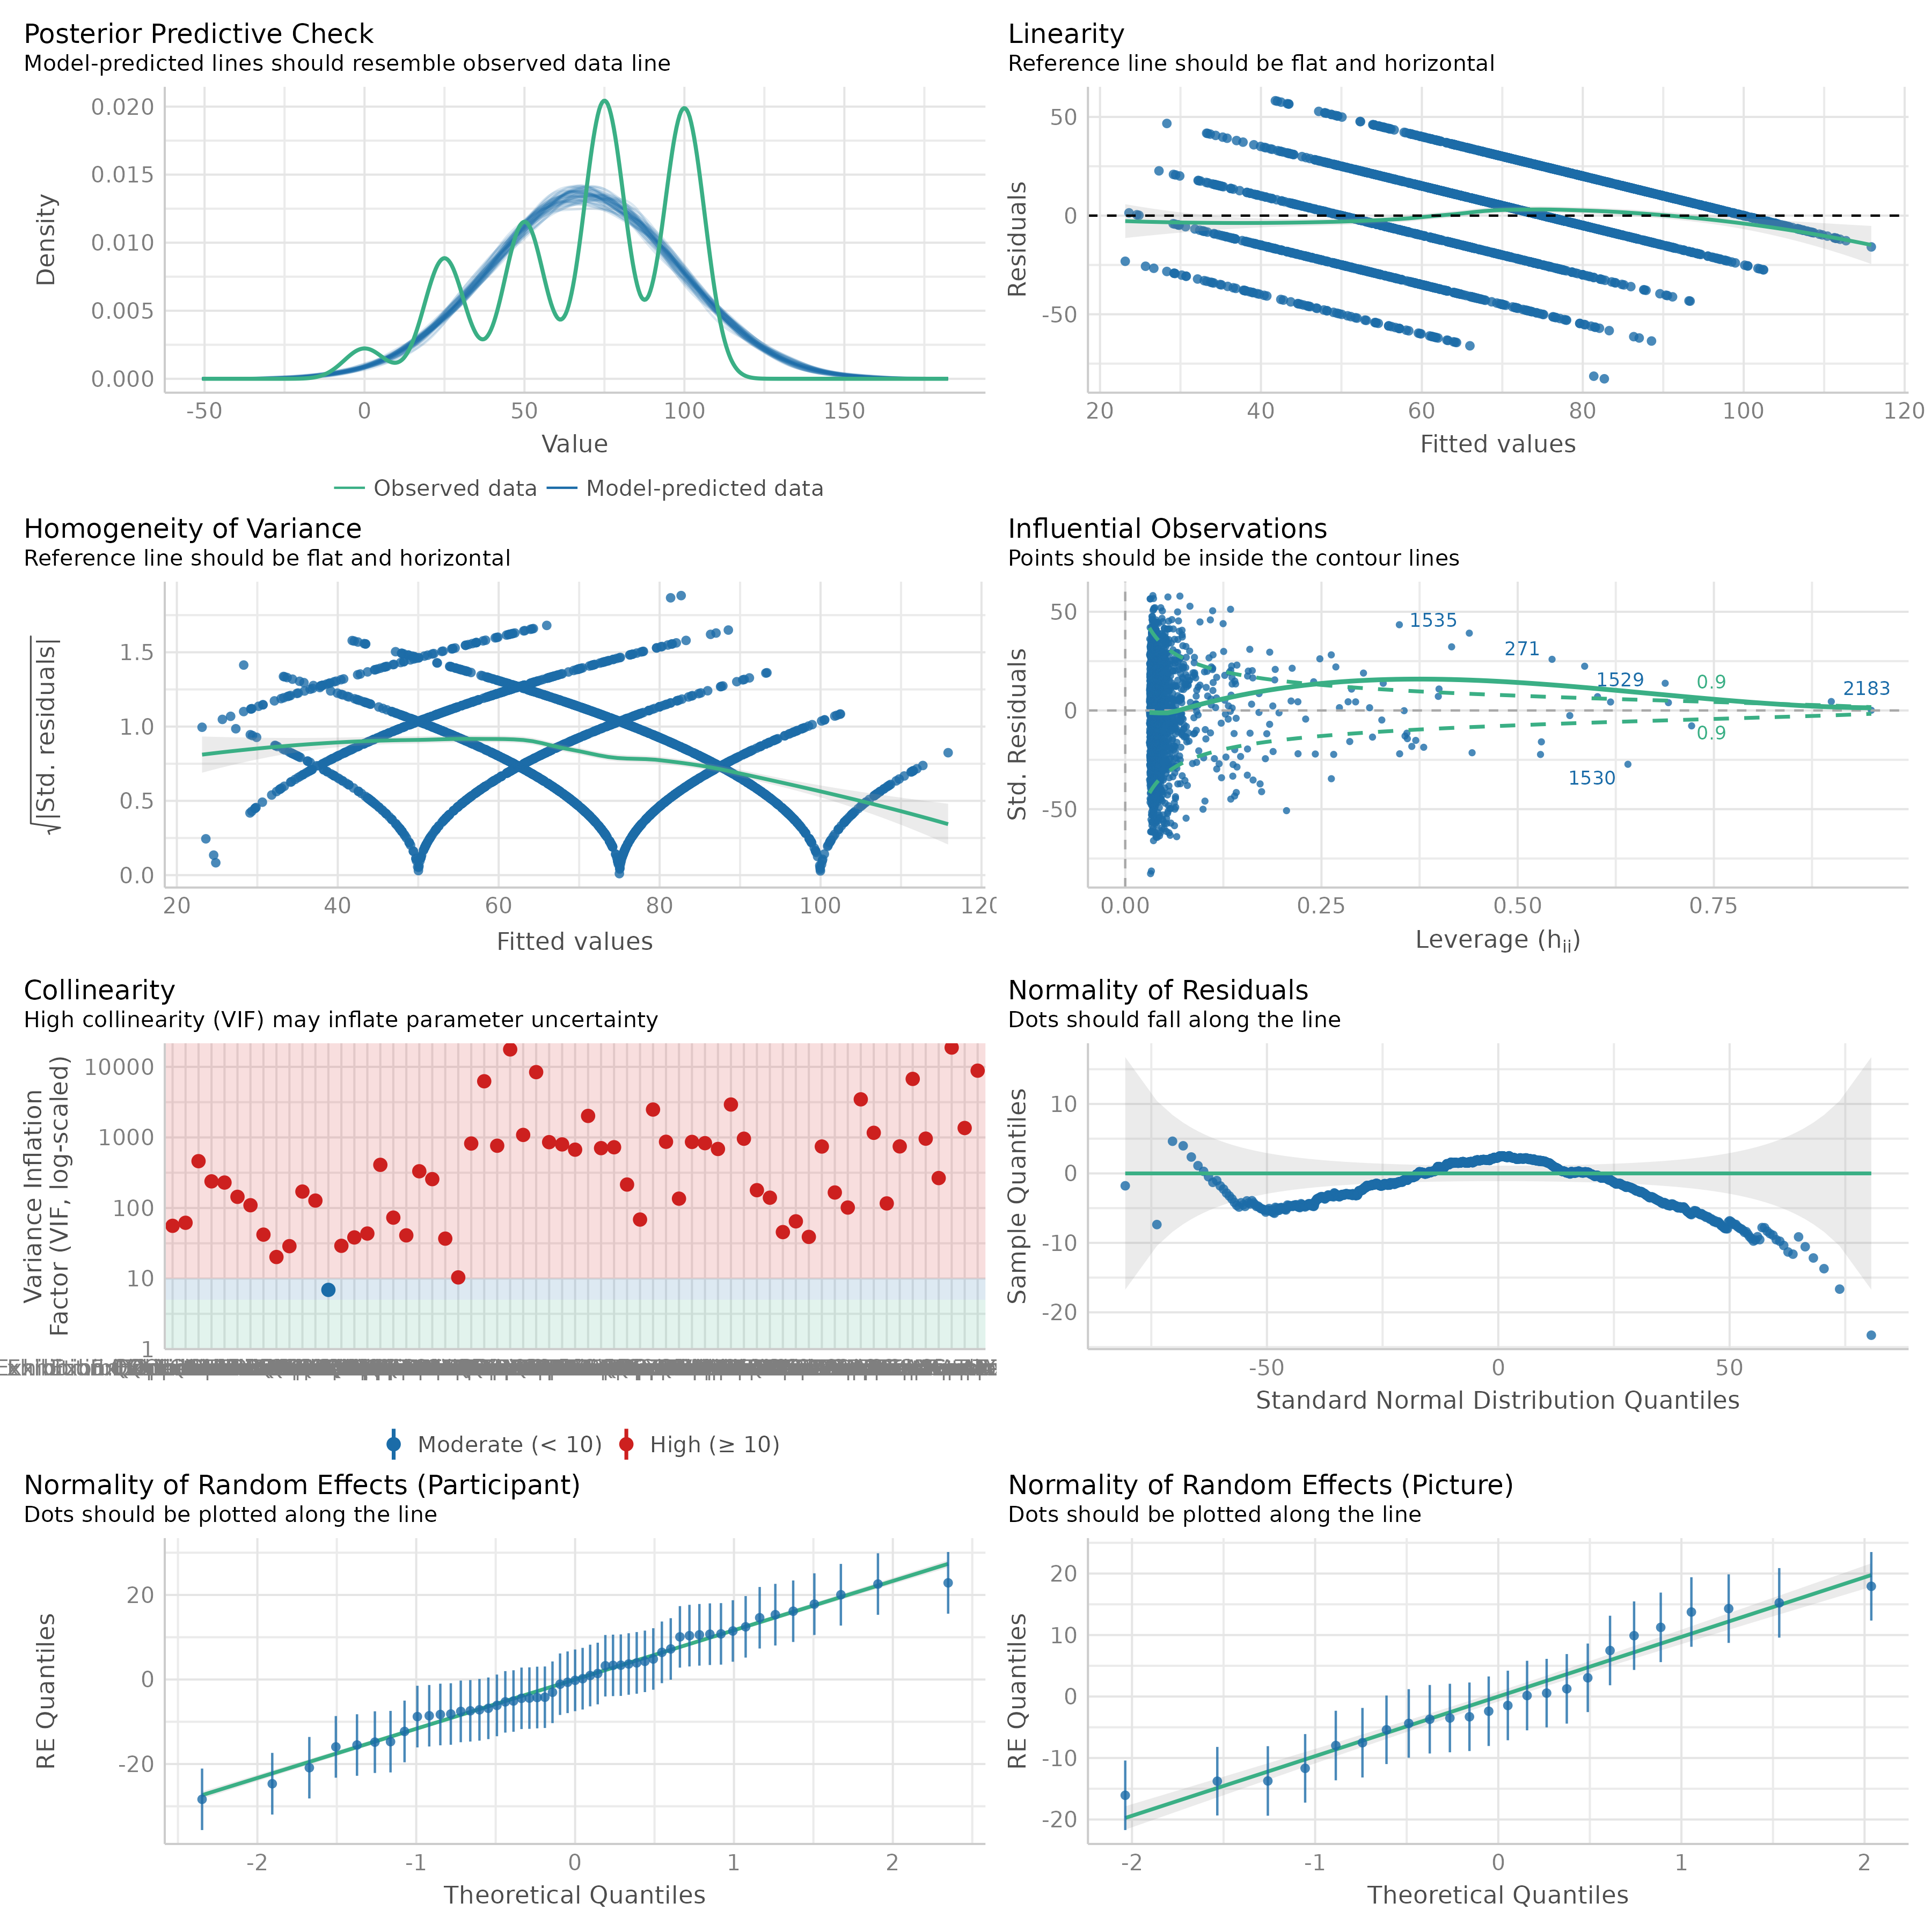 Posterior Predictive Check
Model-predicted lines should resemble observed data line
0.020
0.015
0.010
0.005
0.000
Density
-50
0
50
100
150
Value
Observed data
Model-predicted data
Linearity
Reference line should be flat and horizontal
50
0
-50
Residuals
20
40
60
80
100
120
Fitted values
Homogeneity of Variance
Reference line should be flat and horizontal
1.5
1.0
0.5
0.0
√|Std. residuals|
20
40
60
80
100
Fitted values
Influential Observations
Points should be inside the contour lines
50
0
-50
Std. Residuals
1535
271
1529
0.9
2183
0.9
1530
0.00
0.25
0.50
0.75
Leverage (hii)
Collinearity
High collinearity (VIF) may inflate parameter uncertainty
10000
1000
100
10
1
Variance Inflation
Factor (VIF, log-scaled)
Moderate (< 10)
High (≥ 10)
Normality of Residuals
Dots should fall along the line
10
0
-10
-20
Sample Quantiles
-50
0
50
Standard Normal Distribution Quantiles
Normality of Random Effects (Participant)
Dots should be plotted along the line
20
0
-20
RE Quantiles
-2
-1
0
1
2
Theoretical Quantiles
Normality of Random Effects (Picture)
Dots should be plotted along the line
20
10
0
-10
-20
RE Quantiles
-2
-1
0
1
2
Theoretical Quantiles